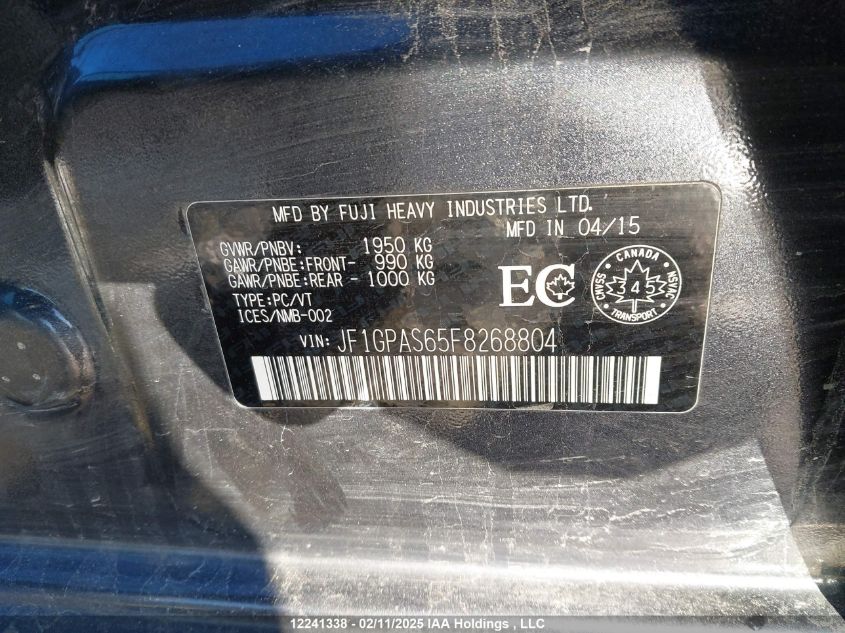 MFD BY FUJI HEAVY INDUSTRIES LTD.
MFD IN 04/15
GVWR/PNBV: 1950 KG
GAWR/PNBE:FRONT- 990 KG
GAWR/PNBE:REAR - 1000 KG
TYPE:PC/VT
ICES/NMB-002
EC
CANADA
CMVSS
345
NSVAC
TRANSPORT
VIN: JF1GPAS65F8268804
12241338 - 02/11/2025 IAA Holdings , LLC